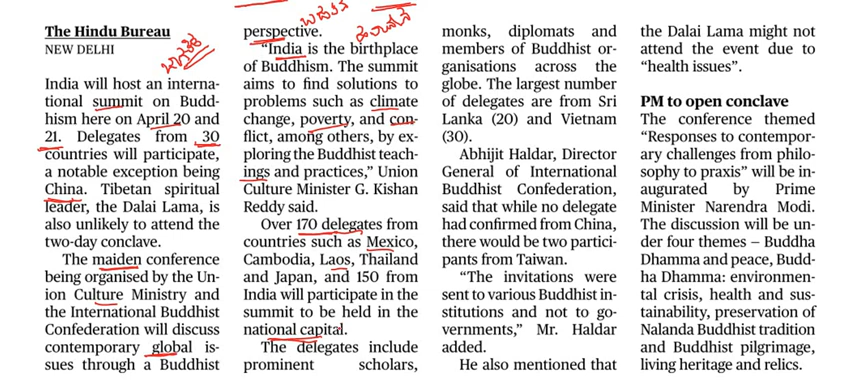 The Hindu Bureau
NEW DELHI
India will host an interna-
tional summit on Budd-
hism here on April 20 and
21. Delegates from 30
countries will participate,
a notable exception being
China. Tibetan spiritual
leader, the Dalai Lama, is
also unlikely to attend the
two-day conclave.
The maiden conference
being organised by the Un-
ion Culture Ministry and
the International Buddhist
Confederation will discuss
contemporary global is-
sues through a Buddhist
perspective.
“India is the birthplace
of Buddhism. The summit
aims to find solutions to
problems such as climate
change, poverty, and con-
flict, among others, by ex-
ploring the Buddhist teach-
ings and practices,” Union
Culture Minister G. Kishan
Reddy said.
Over 170 delegates from
countries such as Mexico,
Cambodia, Laos, Thailand
and Japan, and 150 from
India will participate in the
summit to be held in the
national capital.
The delegates include
prominent scholars,
monks, diplomats and
members of Buddhist or-
ganisations across the
globe. The largest number
of delegates are from Sri
Lanka (20) and Vietnam
(30).
Abhijit Haldar, Director
General of International
Buddhist Confederation,
said that while no delegate
had confirmed from China,
there would be two partici-
pants from Taiwan.
“The invitations were
sent to various Buddhist in-
stitutions and not to go-
vernments,” Mr. Haldar
added.
He also mentioned that
the Dalai Lama might not
attend the event due to
“health issues”.
PM to open conclave
The conference themed
“Responses to contempor-
ary challenges from philo-
sophy to praxis” will be in-
augurated by Prime
Minister Narendra Modi.
The discussion will be un-
der four themes – Buddha
Dhamma and peace, Budd-
ha Dhamma: environmen-
tal crisis, health and sus-
tainability, preservation of
Nalanda Buddhist tradition
and Buddhist pilgrimage,
living heritage and relics.